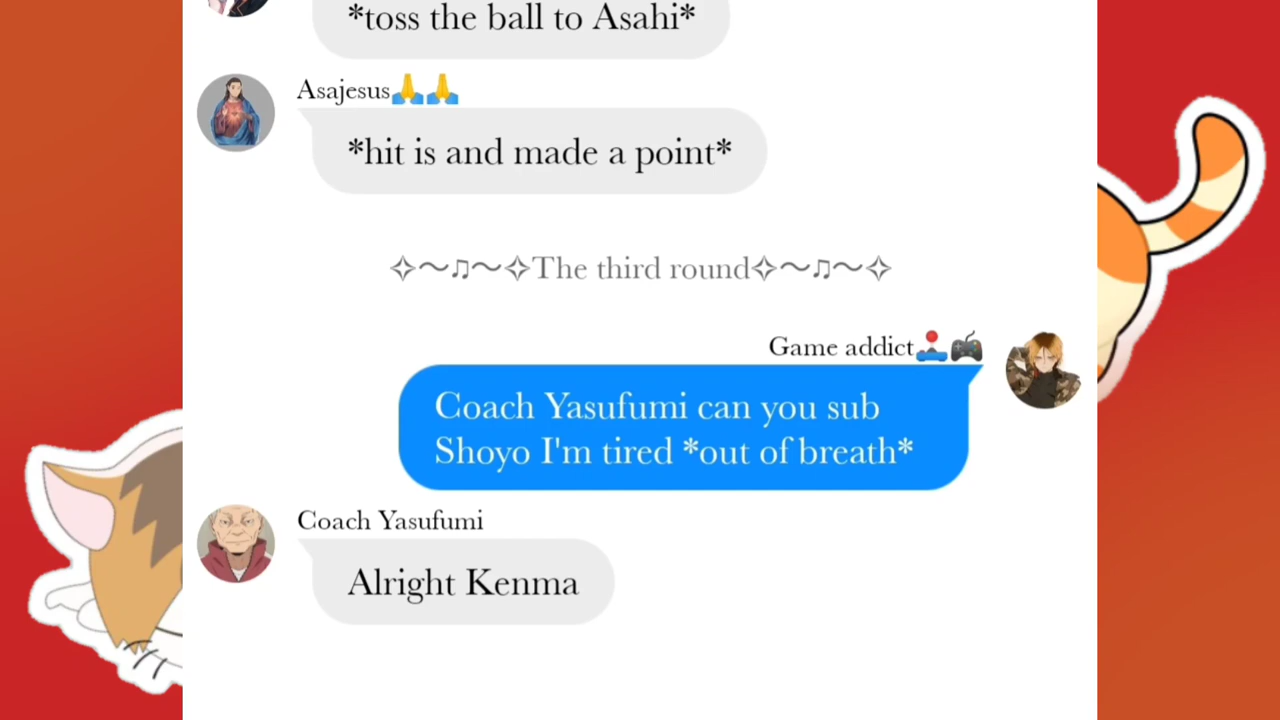 *toss the ball to Asahi*
Asajesus🙏🙏
*hit is and made a point*
✧〜♫〜✧The third round✧〜♫〜✧
Game addict🕹️🎮
Coach Yasufumi can you sub
Shoyo I'm tired *out of breath*
Coach Yasufumi
Alright Kenma